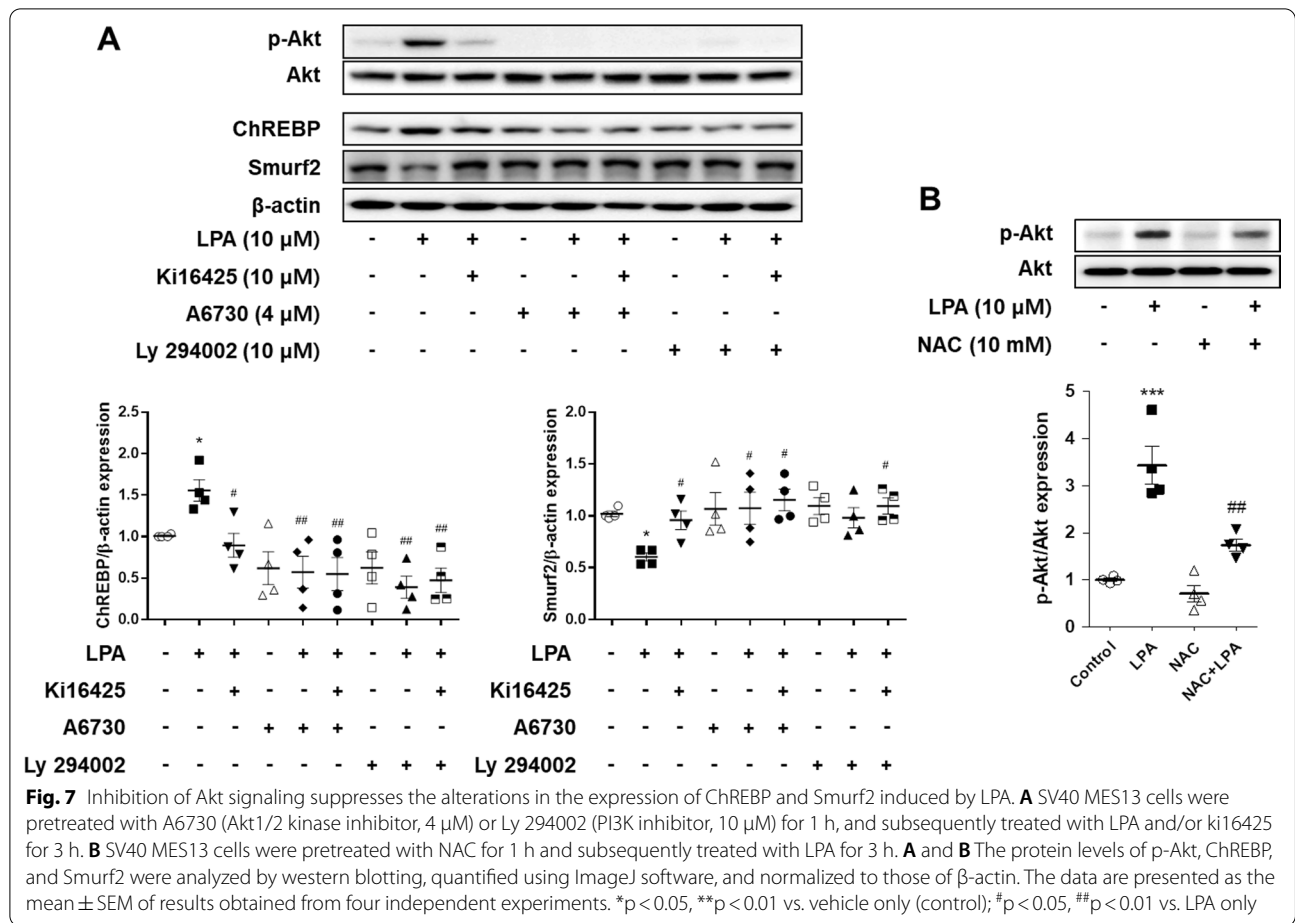 A
p-Akt
Akt
ChREBP
Smurf2
β-actin
LPA (10 μM) - + + - + + - + +
Ki16425 (10 μM) - - + - - + - - +
A6730 (4 μM) - - - + + + - - -
Ly 294002 (10 μM) - - - - - - + + +
B
p-Akt
Akt
LPA (10 μM) - + - +
NAC (10 mM) - - + +
ChREBP/β-actin expression
2.5
2.0
1.5
1.0
0.5
0.0
* # ## ## ## ##
LPA - + + - + + - + +
Ki16425 - - + - - + - - +
A6730 - - - + + + - - -
Ly 294002 - - - - - - + + +
Smurf2/β-actin expression
2.0
1.5
1.0
0.5
0.0
* # # # #
LPA - + + - + + - + +
Ki16425 - - + - - + - - +
A6730 - - - + + + - - -
Ly 294002 - - - - - - + + +
p-Akt/Akt expression
5
4
3
2
1
0
*** ##
Control LPA NAC NAC+LPA
Fig. 7 Inhibition of Akt signaling suppresses the alterations in the expression of ChREBP and Smurf2 induced by LPA. A SV40 MES13 cells were
pretreated with A6730 (Akt1/2 kinase inhibitor, 4 μM) or Ly 294002 (PI3K inhibitor, 10 μM) for 1 h, and subsequently treated with LPA and/or ki16425
for 3 h. B SV40 MES13 cells were pretreated with NAC for 1 h and subsequently treated with LPA for 3 h. A and B The protein levels of p-Akt, ChREBP,
and Smurf2 were analyzed by western blotting, quantified using ImageJ software, and normalized to those of β-actin. The data are presented as the
mean ± SEM of results obtained from four independent experiments. *p < 0.05, **p < 0.01 vs. vehicle only (control); #p < 0.05, ##p < 0.01 vs. LPA only